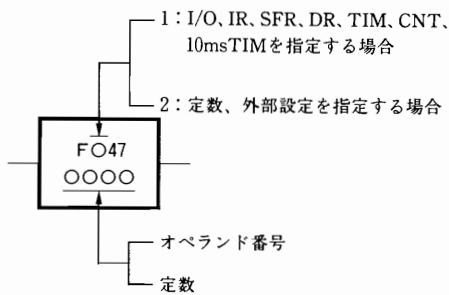 1：I/O、IR、SFR、DR、TIM、CNT、
10msTIMを指定する場合
2：定数、外部設定を指定する場合
F○47
○○○○
オペランド番号
定数